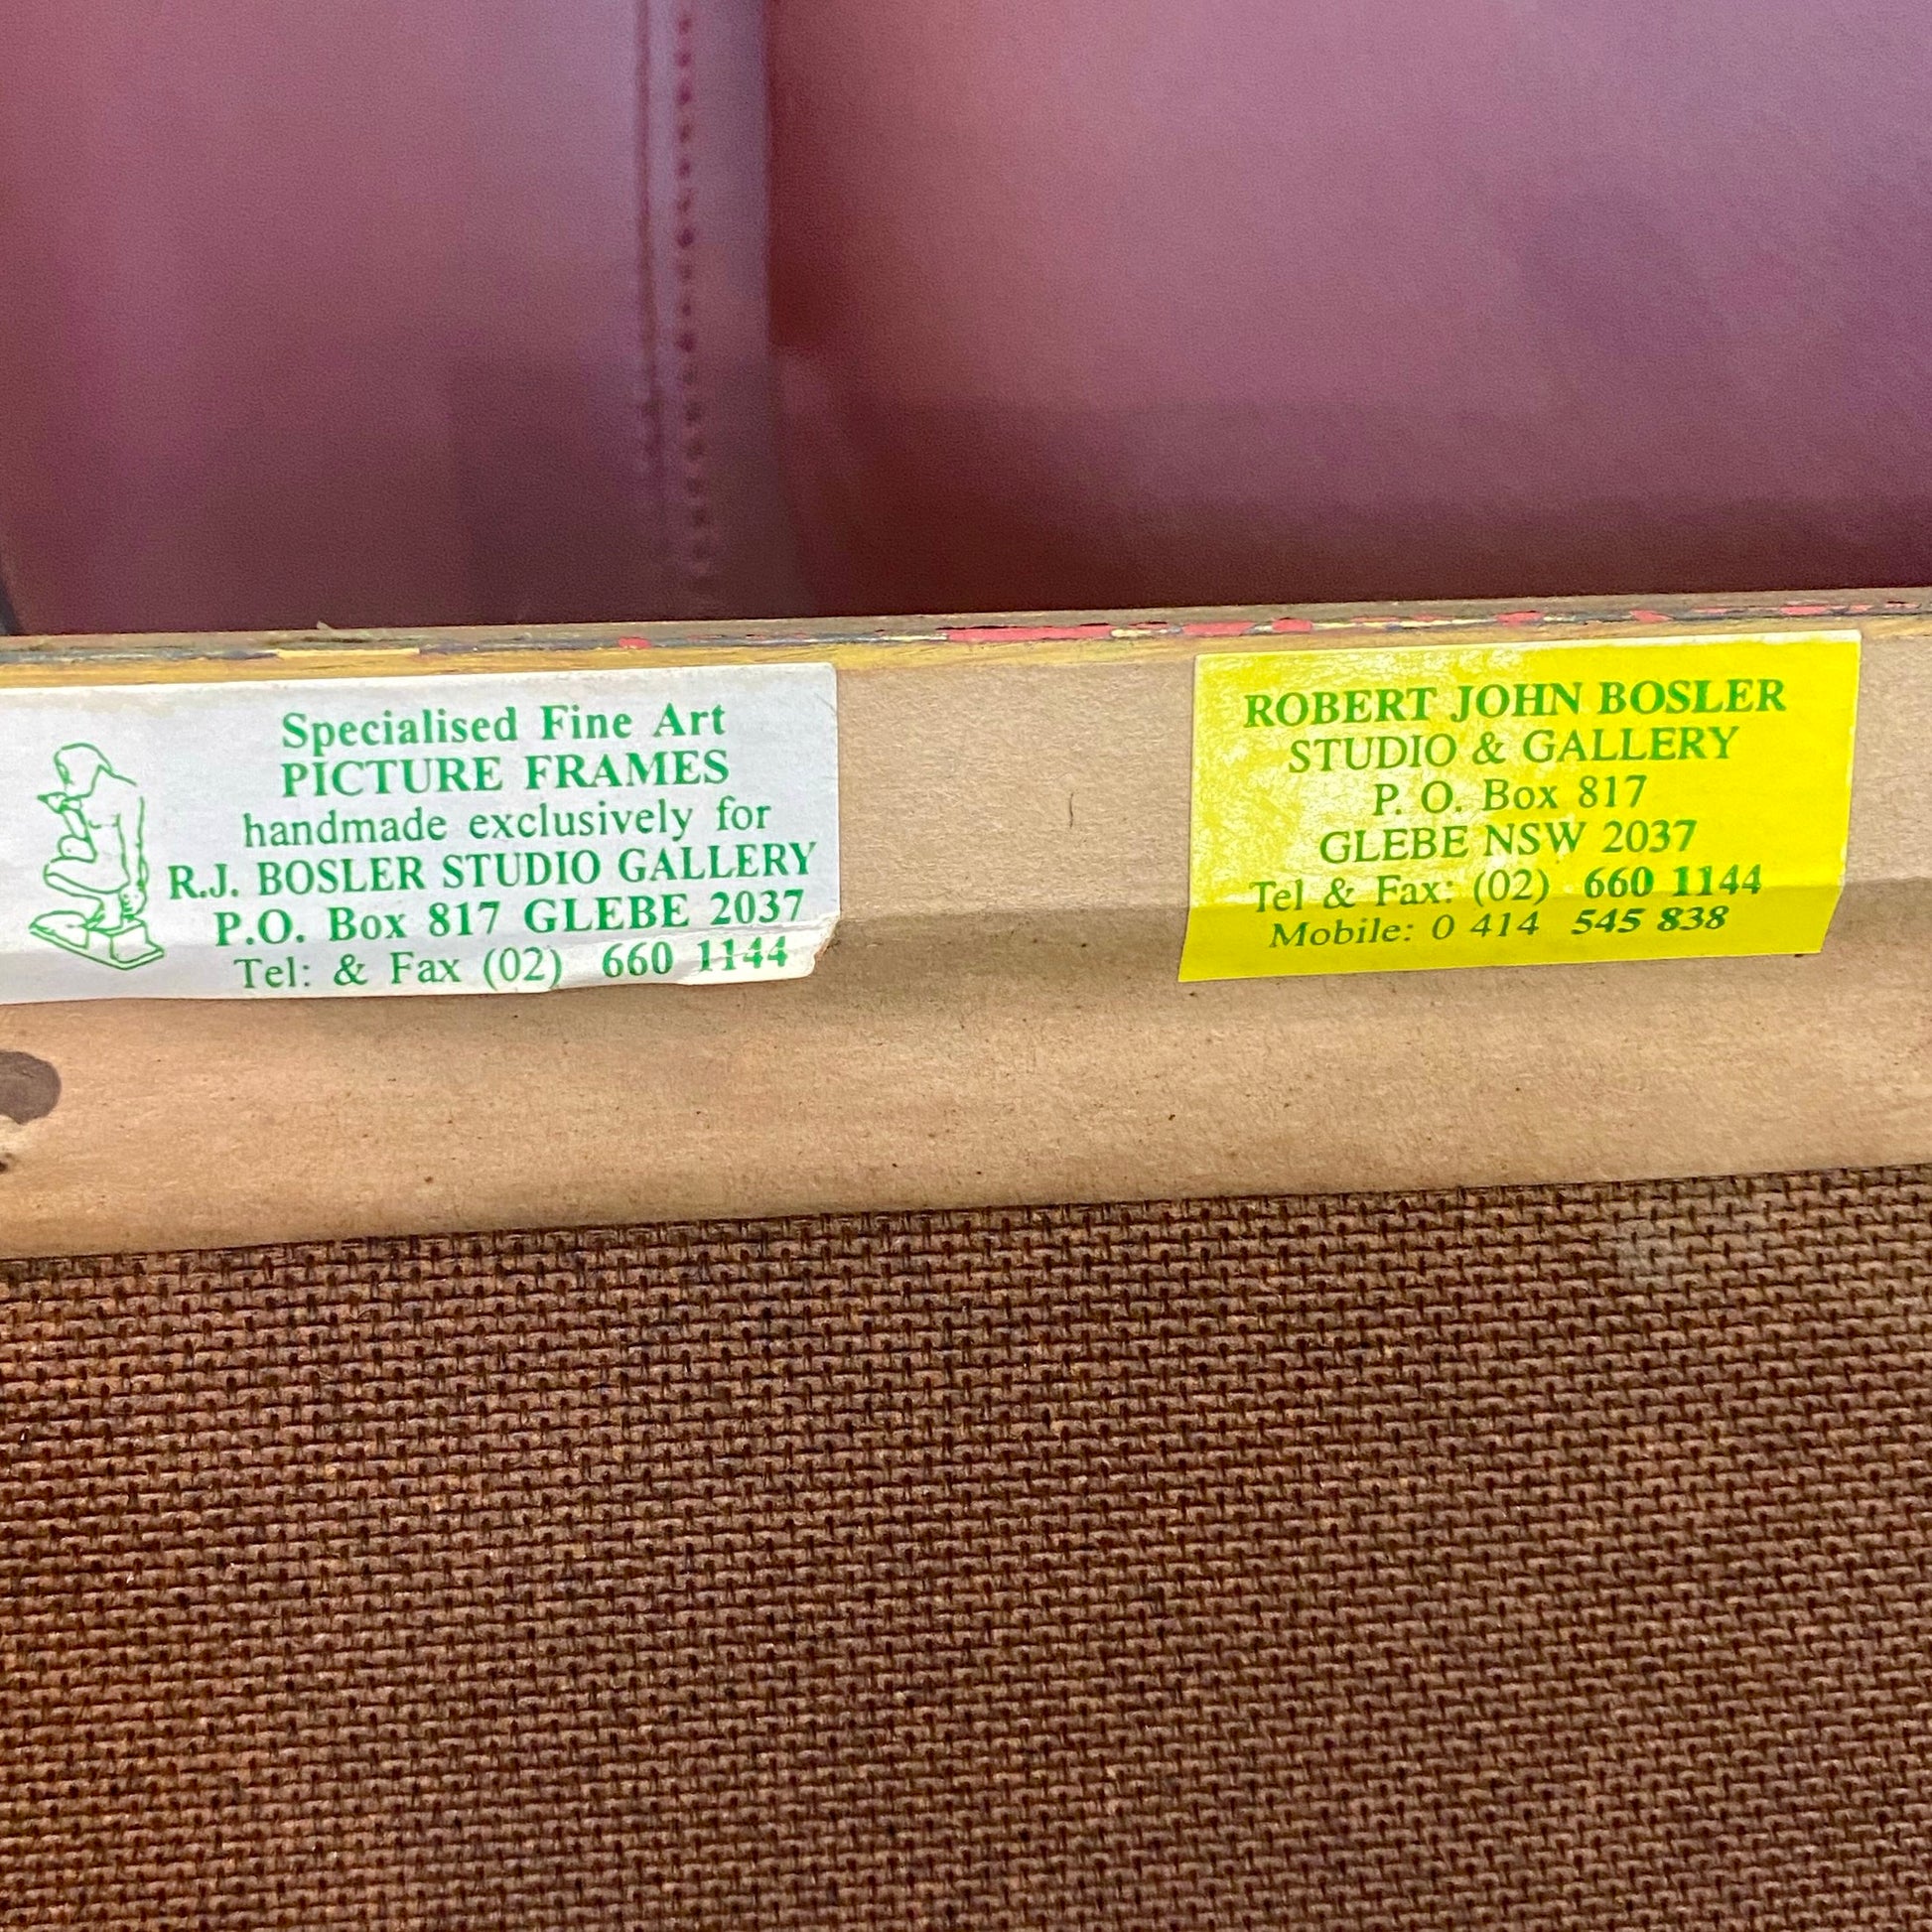 Specialised Fine Art
PICTURE FRAMES
handmade exclusively for
R.J. BOSLER STUDIO GALLERY
P.O. Box 817 GLEBE 2037
Tel: & Fax (02) 660 1144
ROBERT JOHN BOSLER
STUDIO & GALLERY
P. O. Box 817
GLEBE NSW 2037
Tel & Fax: (02) 660 1144
Mobile: 0 414 545 838